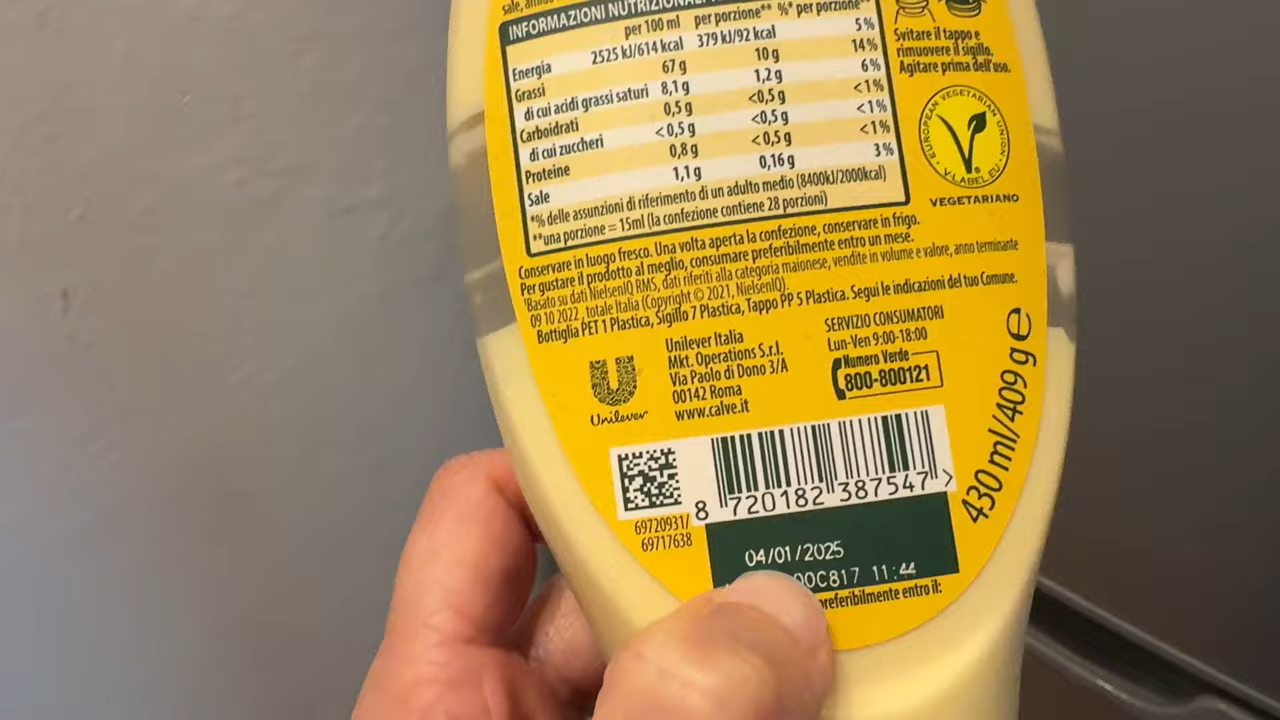 sale,
INFORMAZIONI NUTRIZIONALI
per 100 ml per porzione** %* per porzione**
Energia 2525 kJ/614 kcal 379 kJ/92 kcal 5%
Grassi 67 g 10 g 14%
di cui acidi grassi saturi 8,1 g 1,2 g 6%
Carboidrati 0,5 g <0,5 g <1%
di cui zuccheri <0,5 g <0,5 g <1%
Proteine 0,8 g <0,5 g <1%
Sale 1,1 g 0,16 g 3%
*% delle assunzioni di riferimento di un adulto medio (8400kJ/2000kcal)
**una porzione = 15ml (la confezione contiene 28 porzioni)
Svitare il tappo e
rimuovere il sigillo.
Agitare prima dell'uso.
EUROPEAN VEGETARIAN UNION
V-LABEL.EU
VEGETARIANO
Conservare in luogo fresco. Una volta aperta la confezione, conservare in frigo.
Per gustare il prodotto al meglio, consumare preferibilmente entro un mese.
¹Basato su dati NielsenIQ RMS, dati riferiti alla categoria maionese, vendite in volume e valore, anno terminante
09 10 2022, totale Italia (Copyright © 2021, NielsenIQ).
Bottiglia PET 1 Plastica, Sigillo 7 Plastica, Tappo PP 5 Plastica. Segui le indicazioni del tuo Comune.
Unilever
Unilever Italia
Mkt. Operations S.r.l.
Via Paolo di Dono 3/A
00142 Roma
www.calve.it
SERVIZIO CONSUMATORI
Lun-Ven 9:00-18:00
Numero Verde
800-800121
430 ml/409 g e
8 720182 387547 >
69720931/
69717638
04/01/2025
00C817 11:44
preferibilmente entro il: